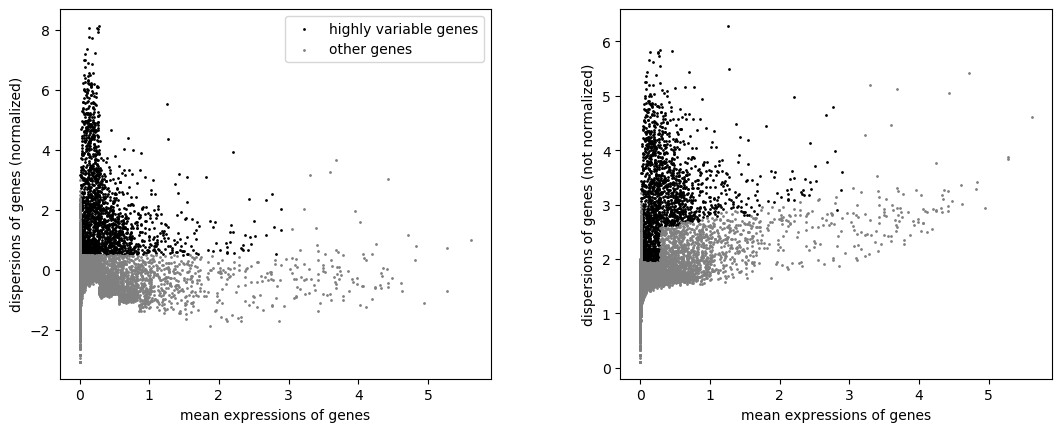 highly variable genes
other genes
dispersions of genes (normalized)
8
6
4
2
0
−2
0 1 2 3 4 5
mean expressions of genes
dispersions of genes (not normalized)
6
5
4
3
2
1
0
0 1 2 3 4 5
mean expressions of genes